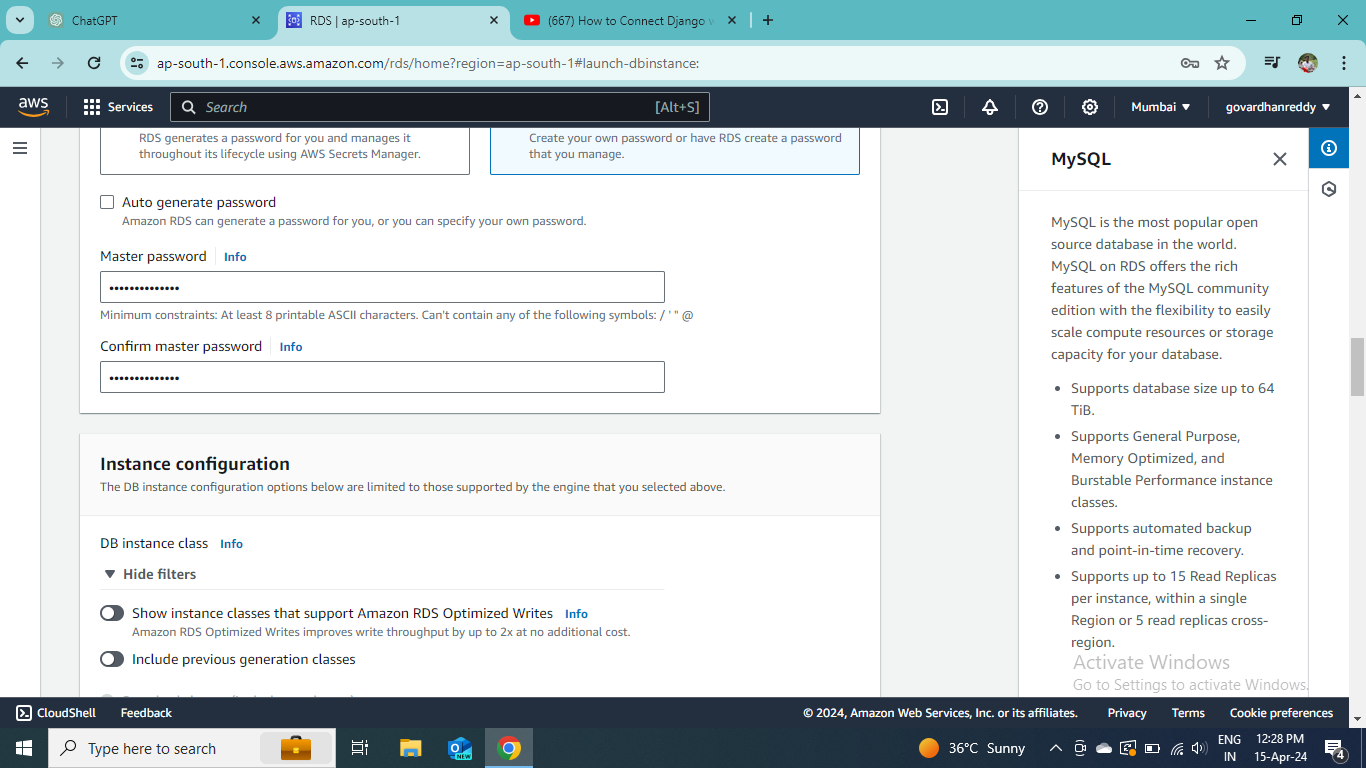 ChatGPT
RDS | ap-south-1
(667) How to Connect Django w
ap-south-1.console.aws.amazon.com/rds/home?region=ap-south-1#launch-dbinstance:
aws
Services
Search
[Alt+S]
Mumbai
govardhanreddy
RDS generates a password for you and manages it
throughout its lifecycle using AWS Secrets Manager.
Create your own password or have RDS create a password
that you manage.
Auto generate password
Amazon RDS can generate a password for you, or you can specify your own password.
Master password Info
••••••••••••••
Minimum constraints: At least 8 printable ASCII characters. Can't contain any of the following symbols: / ' " @
Confirm master password Info
••••••••••••••
Instance configuration
The DB instance configuration options below are limited to those supported by the engine that you selected above.
DB instance class Info
Hide filters
Show instance classes that support Amazon RDS Optimized Writes Info
Amazon RDS Optimized Writes improves write throughput by up to 2x at no additional cost.
Include previous generation classes
MySQL
MySQL is the most popular open
source database in the world.
MySQL on RDS offers the rich
features of the MySQL community
edition with the flexibility to easily
scale compute resources or storage
capacity for your database.
• Supports database size up to 64
TiB.
• Supports General Purpose,
Memory Optimized, and
Burstable Performance instance
classes.
• Supports automated backup
and point-in-time recovery.
• Supports up to 15 Read Replicas
per instance, within a single
Region or 5 read replicas cross-
region.
Activate Windows
Go to Settings to activate Windows.
CloudShell
Feedback
© 2024, Amazon Web Services, Inc. or its affiliates.
Privacy
Terms
Cookie preferences
Type here to search
NEW
36°C Sunny
ENG
IN
12:28 PM
15-Apr-24
4